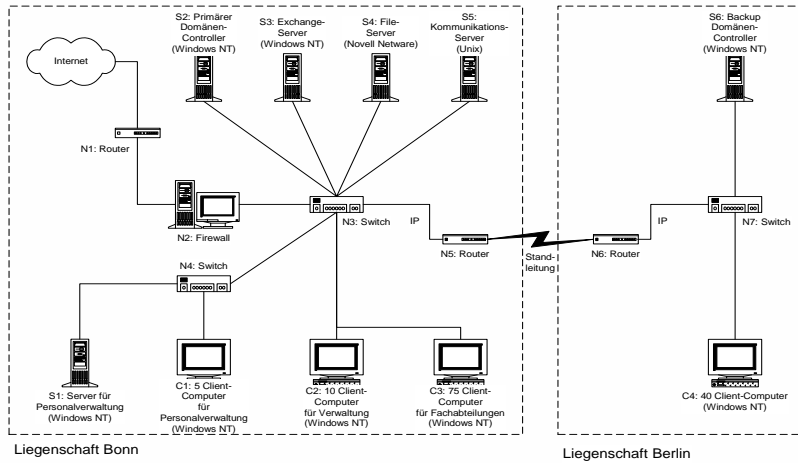 S2: Primärer
Domänen-
Controller
(Windows NT)
S3: Exchange-
Server
(Windows NT)
S4: File-
Server
(Novell Netware)
S5:
Kommunikations-
Server
(Unix)
S6: Backup
Domänen-
Controller
(Windows NT)
Internet
N1: Router
N2: Firewall
N3: Switch
IP
N5: Router
Stand-
leitung
N6: Router
IP
N7: Switch
N4: Switch
S1: Server für
Personalverwaltung
(Windows NT)
C1: 5 Client-
Computer
für
Personalverwaltung
(Windows NT)
C2: 10 Client-
Computer
für Verwaltung
(Windows NT)
C3: 75 Client-
Computer
für Fachabteilungen
(Windows NT)
C4: 40 Client-Computer
(Windows NT)
Liegenschaft Bonn
Liegenschaft Berlin